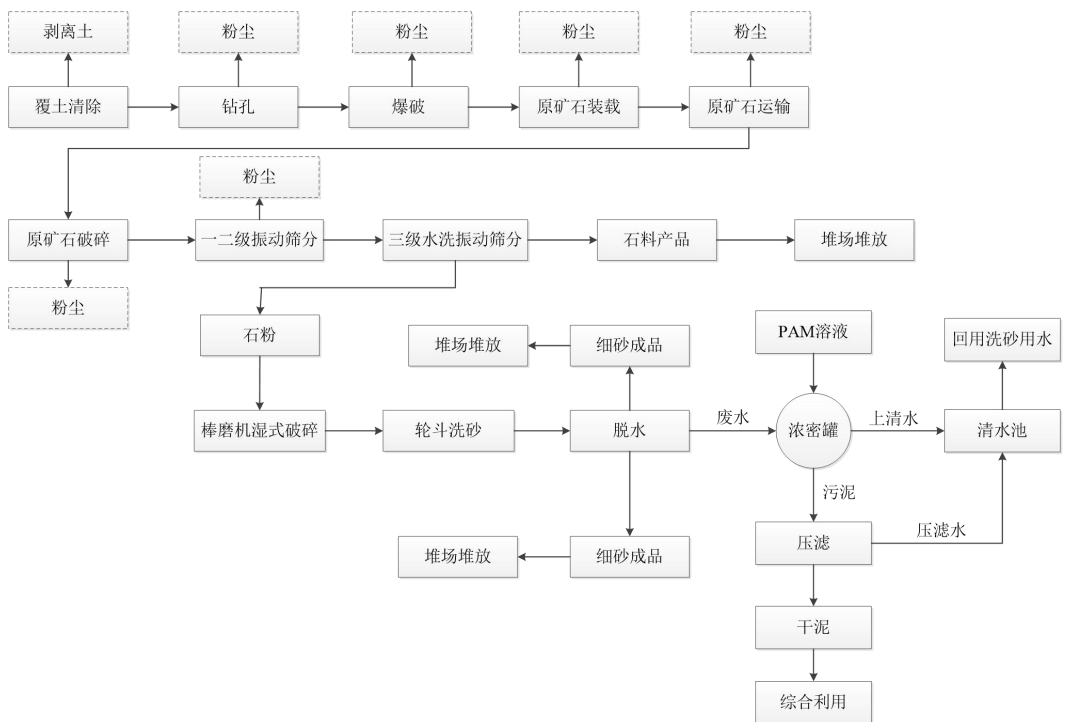 剥离土
粉尘
粉尘
粉尘
粉尘
覆土清除
钻孔
爆破
原矿石装载
原矿石运输
粉尘
原矿石破碎
一二级振动筛分
三级水洗振动筛分
石料产品
堆场堆放
粉尘
石粉
堆场堆放
细砂成品
PAM溶液
回用洗砂用水
棒磨机湿式破碎
轮斗洗砂
脱水
废水
浓密罐
上清水
清水池
污泥
堆场堆放
细砂成品
压滤
压滤水
干泥
综合利用